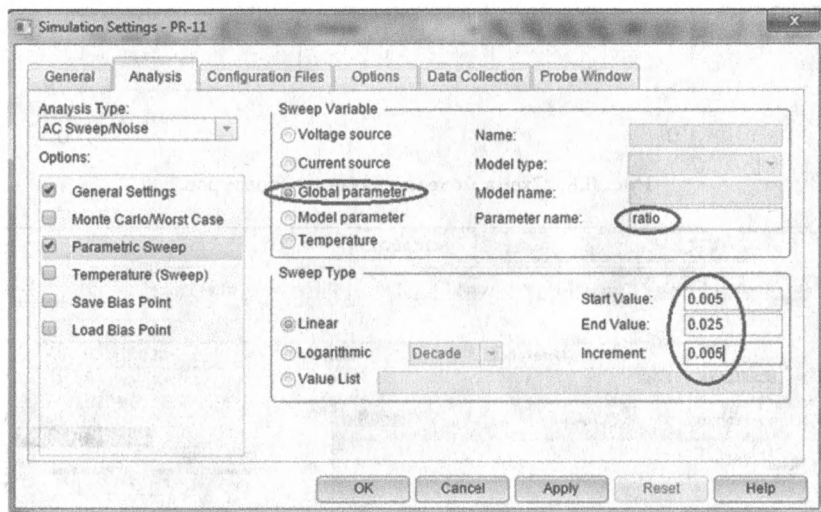 Simulation Settings - PR-11
General Analysis Configuration Files Options Data Collection Probe Window
Analysis Type:
AC Sweep/Noise
Options:
General Settings
Monte Carlo/Worst Case
Parametric Sweep
Temperature (Sweep)
Save Bias Point
Load Bias Point
Sweep Variable
Voltage source
Current source
Global parameter
Model parameter
Temperature
Name:
Model type:
Model name:
Parameter name: ratio
Sweep Type
Linear
Logarithmic Decade
Value List
Start Value: 0.005
End Value: 0.025
Increment: 0.005
OK Cancel Apply Reset Help